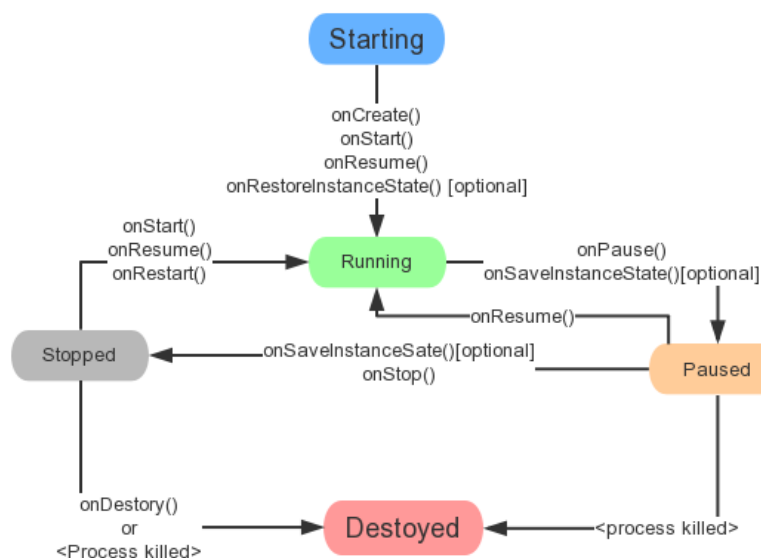 Starting
onCreate()
onStart()
onResume()
onRestoreInstanceState() [optional]
onStart()
onResume()
onRestart()
Running
onPause()
onSaveInstanceState()[optional]
onResume()
Stopped
onSaveInstanceSate()[optional]
onStop()
Paused
onDestory()
or
<Process killed>
Destoyed
<process killed>